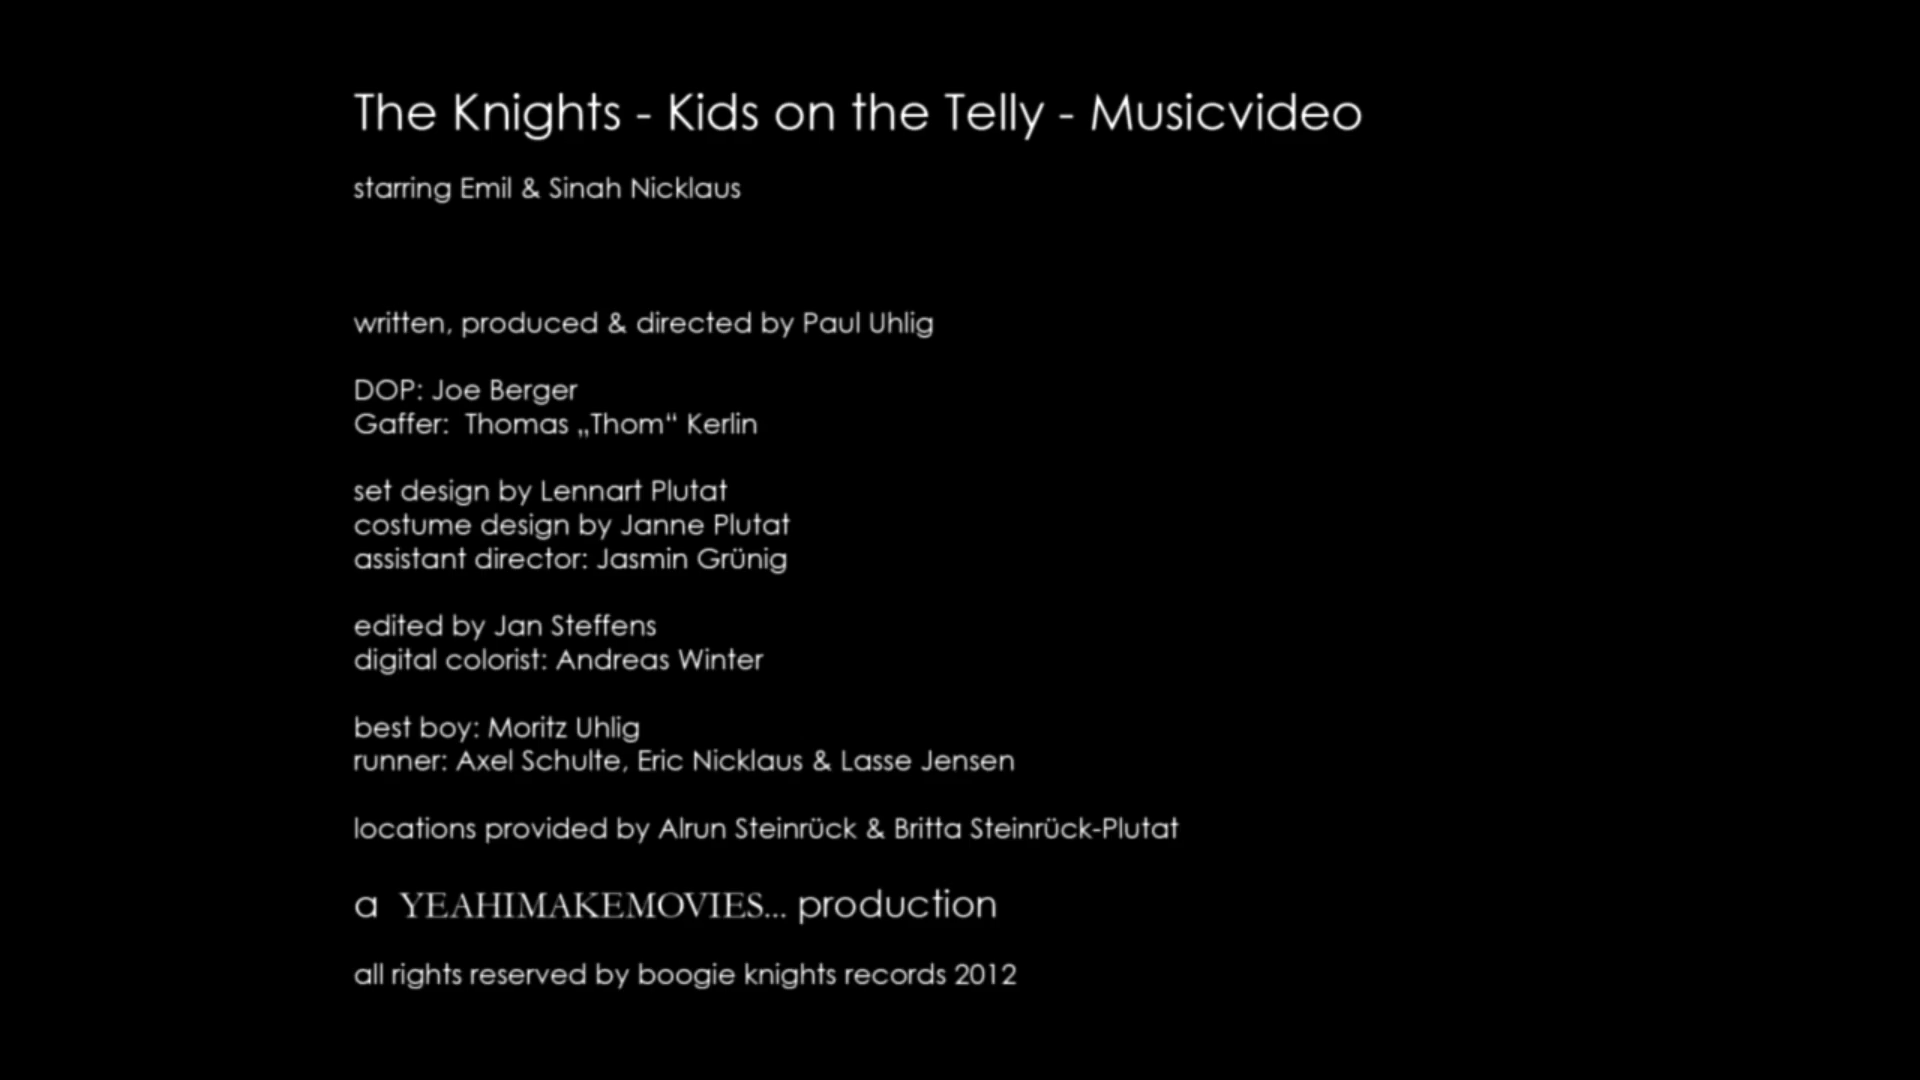 The Knights - Kids on the Telly - Musicvideo
starring Emil & Sinah Nicklaus
written, produced & directed by Paul Uhlig
DOP: Joe Berger
Gaffer:  Thomas „Thom“ Kerlin
set design by Lennart Plutat
costume design by Janne Plutat
assistant director: Jasmin Grünig
edited by Jan Steffens
digital colorist: Andreas Winter
best boy: Moritz Uhlig
runner: Axel Schulte, Eric Nicklaus & Lasse Jensen
locations provided by Alrun Steinrück & Britta Steinrück-Plutat
a  YEAHIMAKEMOVIES... production
all rights reserved by boogie knights records 2012